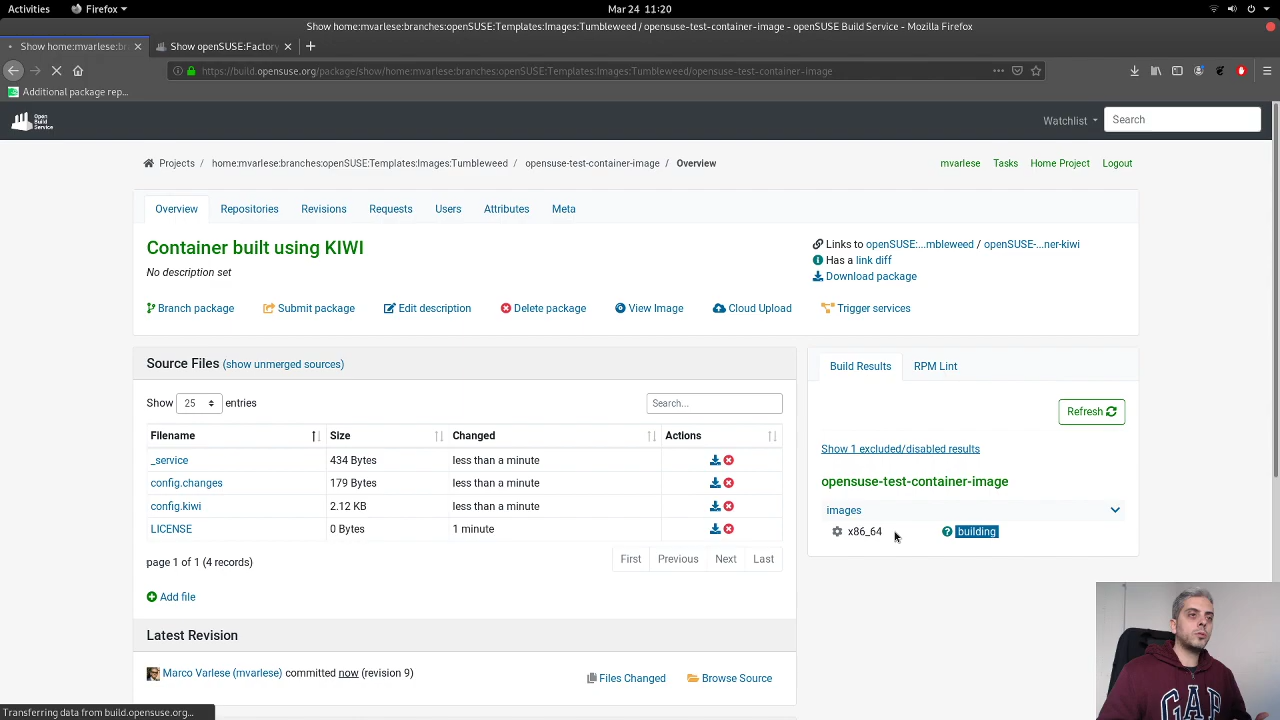 Activities
Firefox
Mar 24 11:20
Show home:mvarlese:branches:openSUSE:Templates:Images:Tumbleweed / opensuse-test-container-image - openSUSE Build Service - Mozilla Firefox
Show home:mvarlese:bran
Show openSUSE:Factory
https://build.opensuse.org/package/show/home:mvarlese:branches:openSUSE:Templates:Images:Tumbleweed/opensuse-test-container-image
Additional package rep...
Open Build Service
Watchlist
Search
Projects / home:mvarlese:branches:openSUSE:Templates:Images:Tumbleweed / opensuse-test-container-image / Overview
mvarlese Tasks Home Project Logout
Overview Repositories Revisions Requests Users Attributes Meta
Container built using KIWI
No description set
Links to openSUSE:...mbleweed / openSUSE-...ner-kiwi
Has a link diff
Download package
Branch package Submit package Edit description Delete package View Image Cloud Upload Trigger services
Source Files (show unmerged sources)
Show 25 entries
Search...
Filename Size Changed Actions
_service 434 Bytes less than a minute
config.changes 179 Bytes less than a minute
config.kiwi 2.12 KB less than a minute
LICENSE 0 Bytes 1 minute
page 1 of 1 (4 records)
First Previous Next Last
Add file
Latest Revision
Marco Varlese (mvarlese) committed now (revision 9)
Files Changed Browse Source
Build Results RPM Lint
Refresh
Show 1 excluded/disabled results
opensuse-test-container-image
images
x86_64 building
Transferring data from build.opensuse.org...
GAP